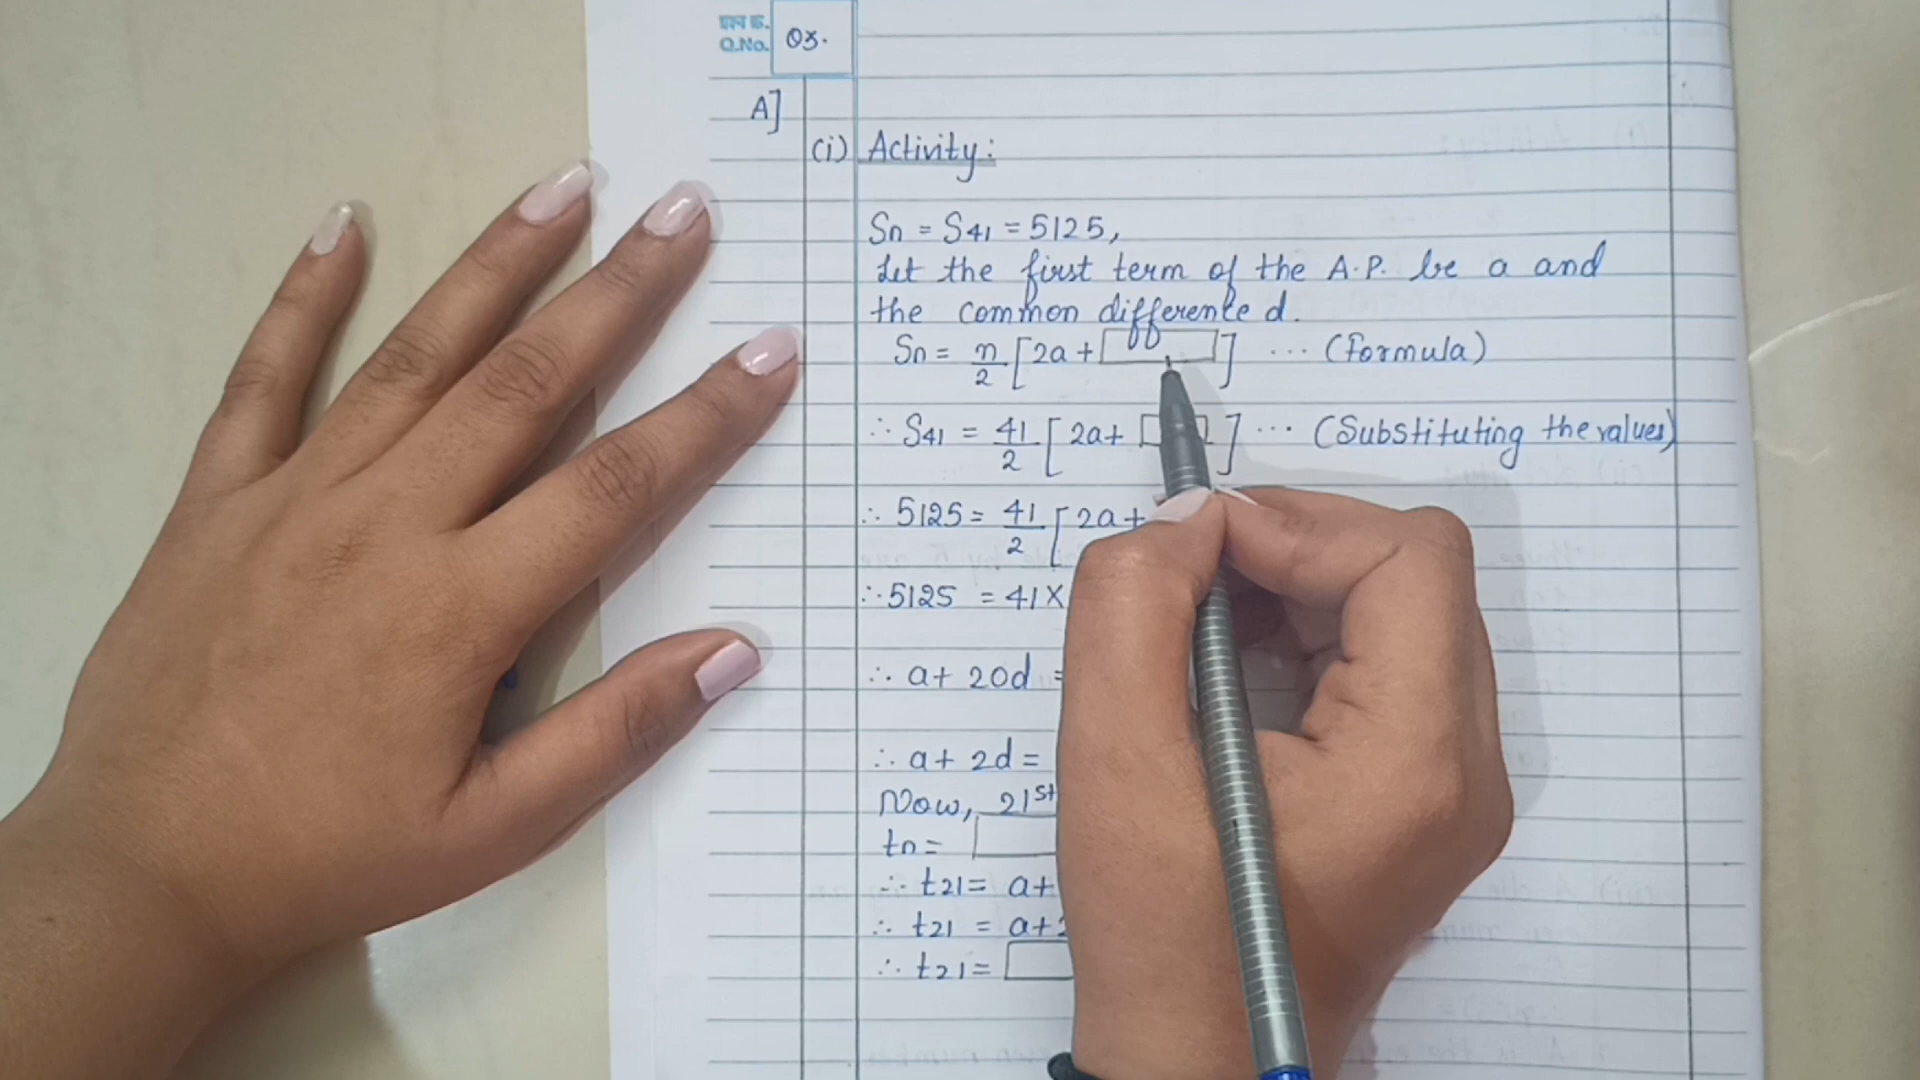 प्रश्न क्र.
Q.No. 03.
A]
(i) Activity:
Sn = S41 = 5125,
Let the first term of the A.P. be a and
the common difference d.
Sn = n/2 [2a + ] ... (Formula)
∴ S41 = 41/2 [2a+ ] ... (Substituting the values)
∴ 5125 = 41/2 [2a+
∴ 5125 = 41 X
∴ a + 20d =
∴ a + 2d =
Now, 21st
tn =
∴ t21 = a+
∴ t21 = a+2
∴ t21 =